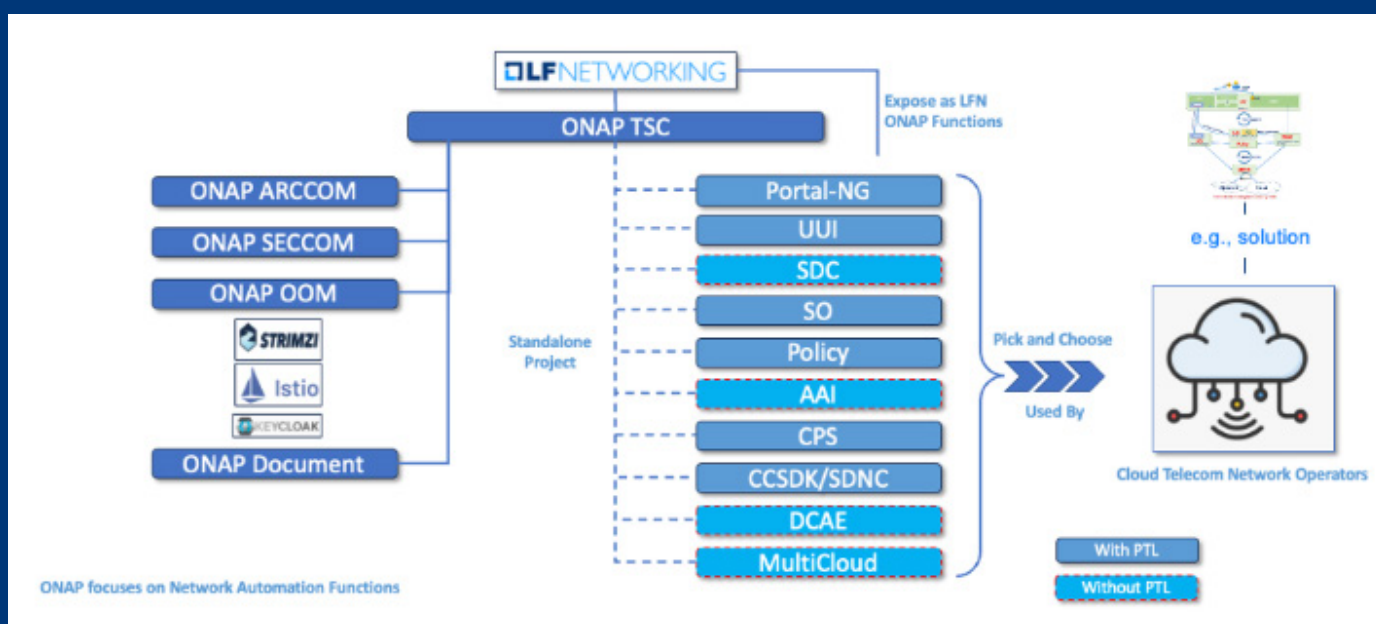 LFNETWORKING
ONAP TSC
Expose as LFN
ONAP Functions
ONAP ARCCOM
ONAP SECCOM
ONAP OOM
STRIMZI
Istio
KEYCLOAK
ONAP Document
Standalone
Project
Portal-NG
UUI
SDC
SO
Policy
AAI
CPS
CCSDK/SDNC
DCAE
MultiCloud
Pick and Choose
Used By
e.g., solution
Cloud Telecom Network Operators
With PTL
Without PTL
ONAP focuses on Network Automation Functions